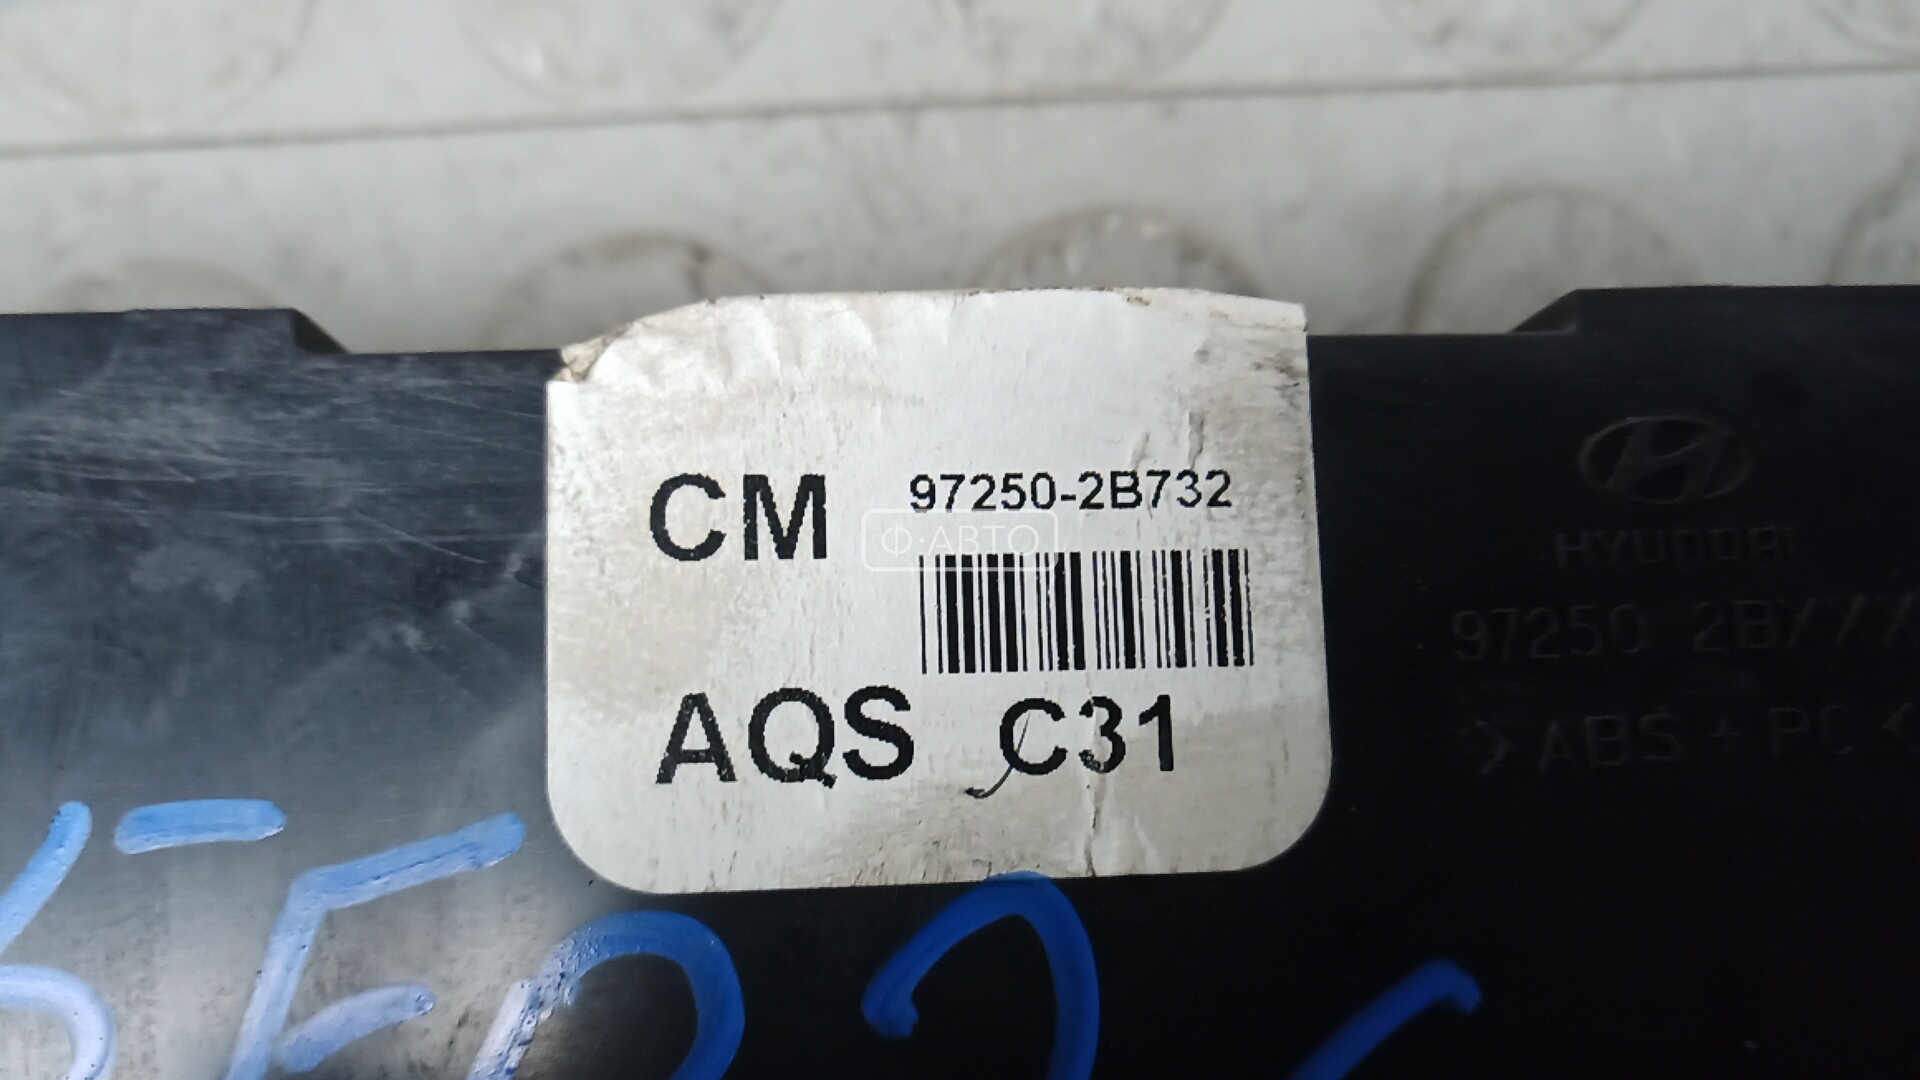 CM 97250-2B732
Ф-АВТО
AQS C31
HYUNDAI
97250 2BXXX
>ABS+PC<